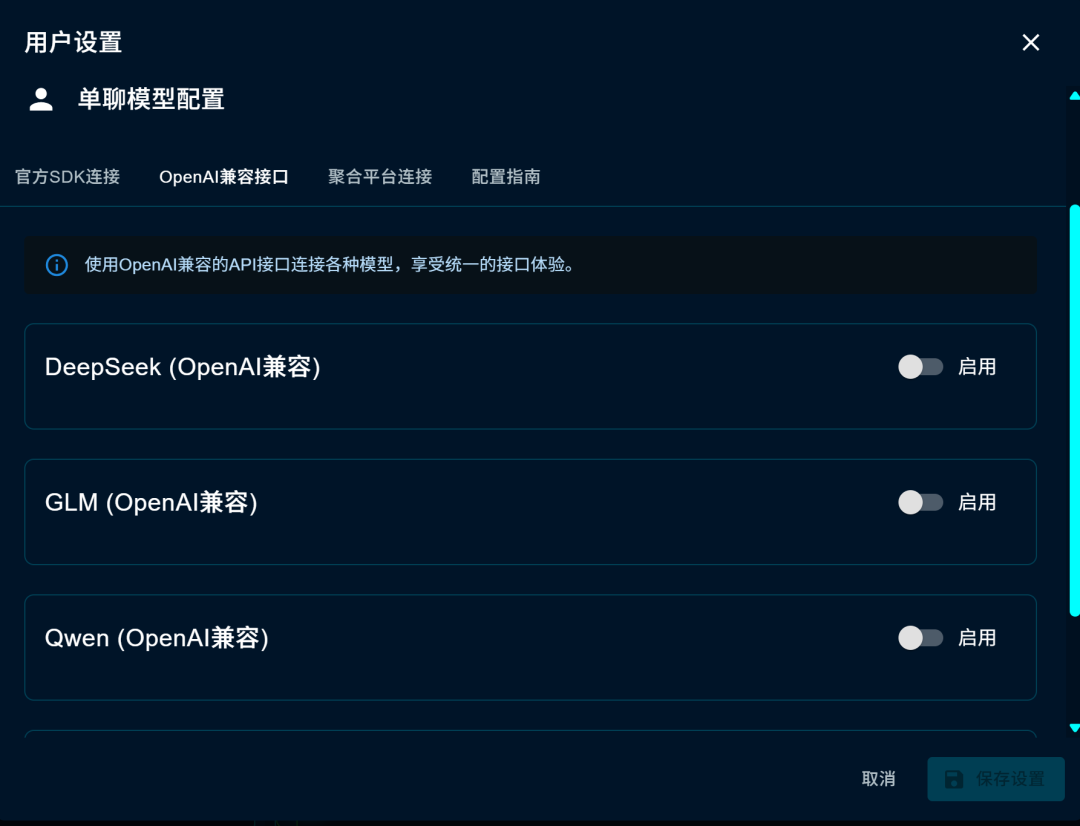 用户设置
单聊模型配置
官方SDK连接 OpenAI兼容接口 聚合平台连接 配置指南
使用OpenAI兼容的API接口连接各种模型，享受统一的接口体验。
DeepSeek (OpenAI兼容) 启用
GLM (OpenAI兼容) 启用
Qwen (OpenAI兼容) 启用
取消 保存设置